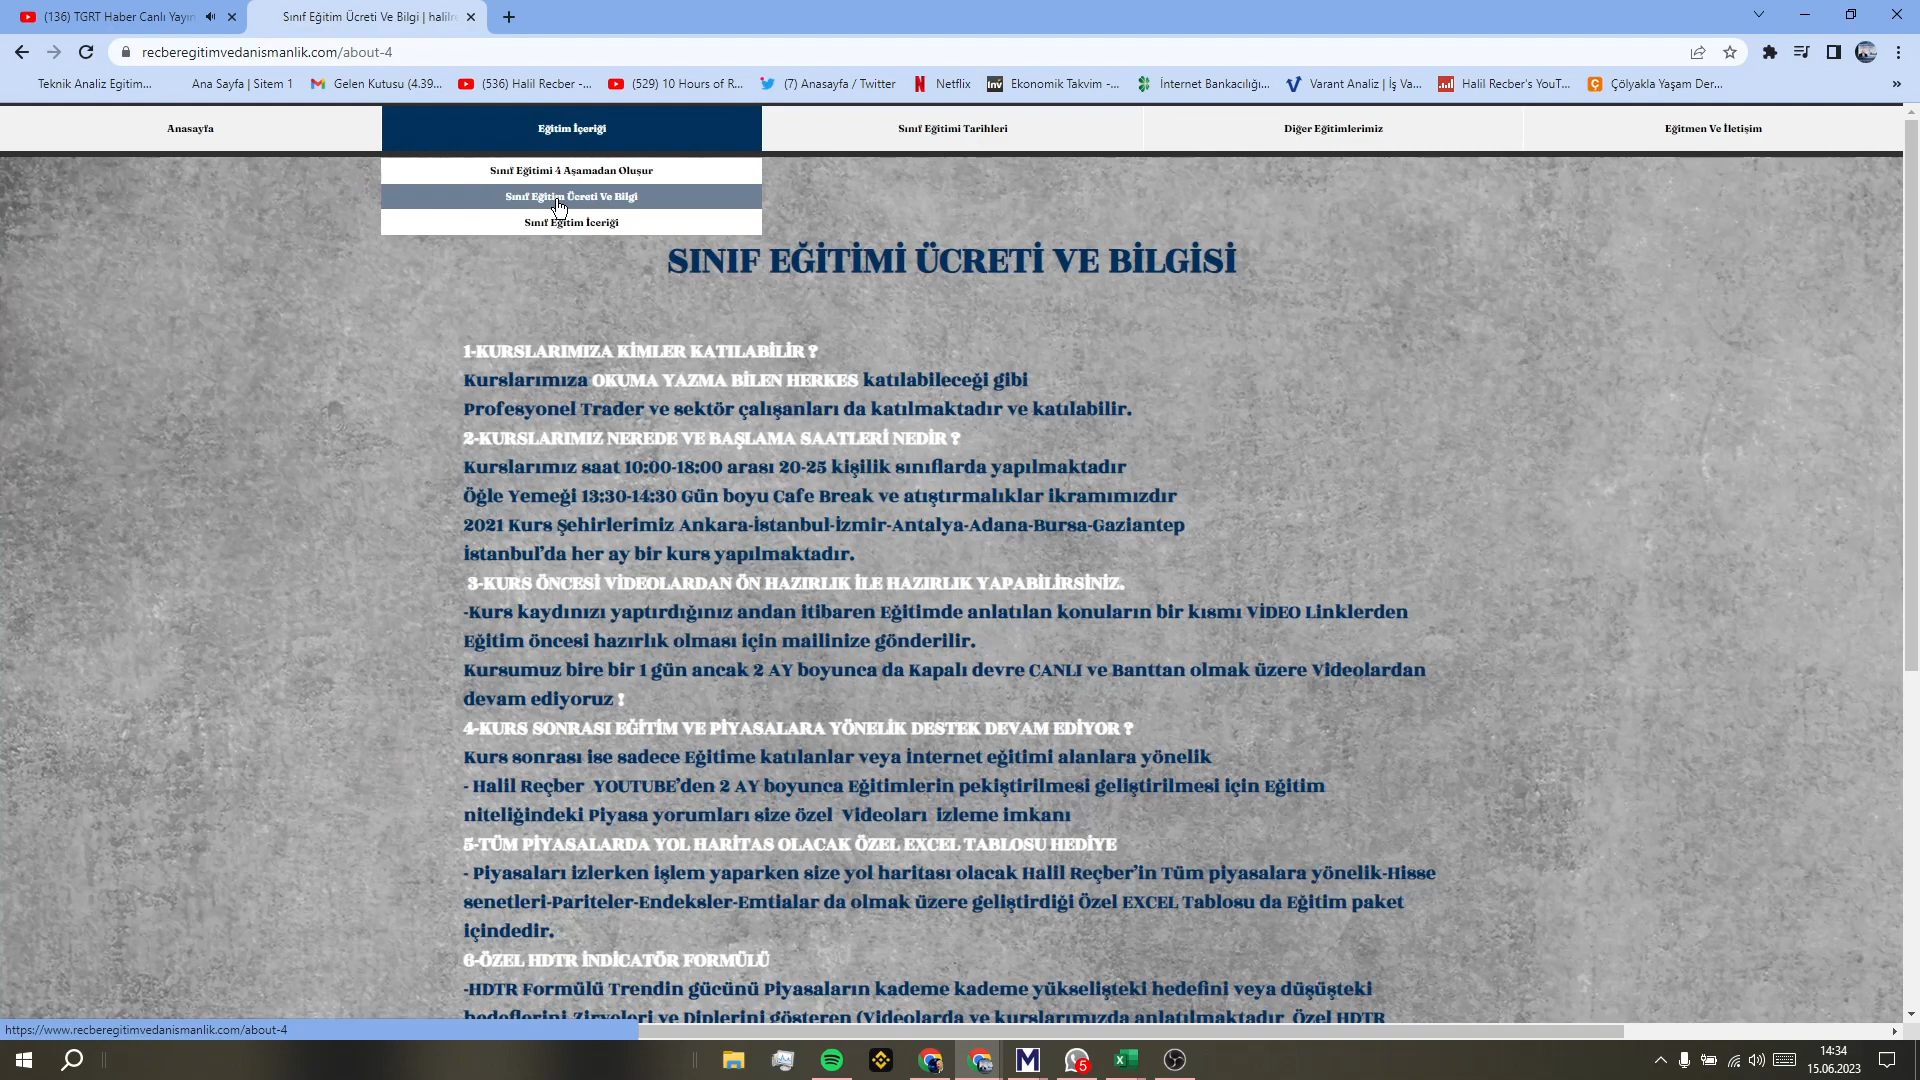 (136) TGRT Haber Canlı Yayın
Sınıf Eğitim Ücreti Ve Bilgi | halilre
recberegitimvedanismanlik.com/about-4
Teknik Analiz Egitim...
Ana Sayfa | Sitem 1
Gelen Kutusu (4.39...
(536) Halil Recber -...
(529) 10 Hours of R...
(7) Anasayfa / Twitter
Netflix
Ekonomik Takvim -...
İnternet Bankacılığı...
Varant Analiz | İş Va...
Halil Recber's YouT...
Çölyakla Yaşam Der...
Anasayfa
Eğitim İçeriği
Sınıf Eğitimi Tarihleri
Diğer Eğitimlerimiz
Eğitmen Ve İletişim
Sınıf Eğitimi 4 Aşamadan Oluşur
Sınıf Eğitim Ücreti Ve Bilgi
Sınıf Eğitim İceriği
SINIF EĞİTİMİ ÜCRETİ VE BİLGİSİ
1-KURSLARIMIZA KİMLER KATILABİLİR ?
Kurslarımıza OKUMA YAZMA BİLEN HERKES katılabileceği gibi
Profesyonel Trader ve sektör çalışanları da katılmaktadır ve katılabilir.
2-KURSLARIMIZ NEREDE VE BAŞLAMA SAATLERİ NEDİR ?
Kurslarımız saat 10:00-18:00 arası 20-25 kişilik sınıflarda yapılmaktadır
Öğle Yemeği 13:30-14:30 Gün boyu Cafe Break ve atıştırmalıklar ikramımızdır
2021 Kurs Şehirlerimiz Ankara-İstanbul-İzmir-Antalya-Adana-Bursa-Gaziantep
İstanbul'da her ay bir kurs yapılmaktadır.
3-KURS ÖNCESİ VİDEOLARDAN ÖN HAZIRLIK İLE HAZIRLIK YAPABİLİRSİNİZ.
-Kurs kaydınızı yaptırdığınız andan itibaren Eğitimde anlatılan konuların bir kısmı VİDEO Linklerden
Eğitim öncesi hazırlık olması için mailinize gönderilir.
Kursumuz bire bir 1 gün ancak 2 AY boyunca da Kapalı devre CANLI ve Banttan olmak üzere Videolardan
devam ediyoruz !
4-KURS SONRASI EĞİTİM VE PİYASALARA YÖNELİK DESTEK DEVAM EDİYOR ?
Kurs sonrası ise sadece Eğitime katılanlar veya İnternet eğitimi alanlara yönelik
- Halil Reçber YOUTUBE'den 2 AY boyunca Eğitimlerin pekiştirilmesi geliştirilmesi için Eğitim
niteliğindeki Piyasa yorumları size özel Videoları izleme imkanı
5-TÜM PİYASALARDA YOL HARİTAS OLACAK ÖZEL EXCEL TABLOSU HEDİYE
- Piyasaları izlerken işlem yaparken size yol haritası olacak Halil Reçber'in Tüm piyasalara yönelik-Hisse
senetleri-Pariteler-Endeksler-Emtialar da olmak üzere geliştirdiği Özel EXCEL Tablosu da Eğitim paket
içindedir.
6-ÖZEL HDTR İNDİCATÖR FORMÜLÜ
-HDTR Formülü Trendin gücünü Piyasaların kademe kademe yükselişteki hedefini veya düşüşteki
hedeflerini Zirveleri ve Diplerini gösteren (Videolarda ve kurslarımızda anlatılmaktadır Özel HDTR
https://www.recberegitimvedanismanlik.com/about-4
5
14:34
15.06.2023